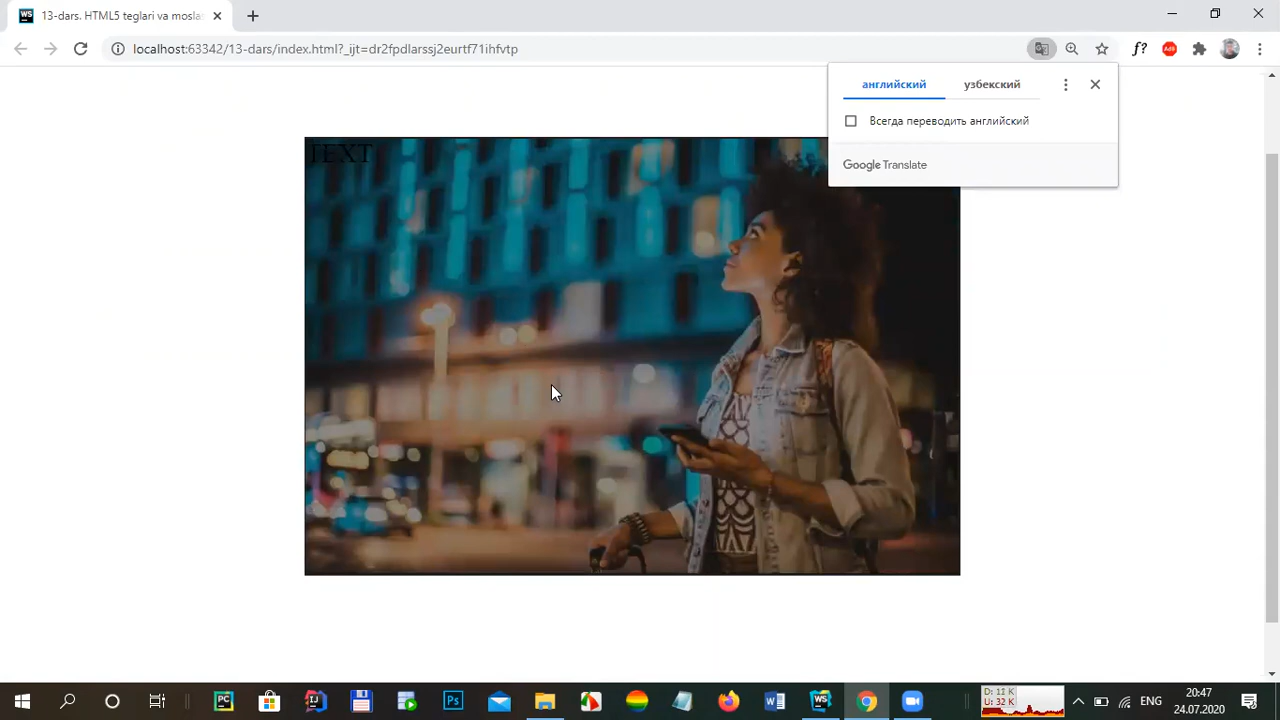 13-dars. HTML5 teglari va mosla
localhost:63342/13-dars/index.html?_ijt=dr2fpdlarssj2eurtf71ihfvtp
f?
английский
узбекский
Всегда переводить английский
Google Translate
TEXT
D: 11 K
U: 32 K
ENG
20:47
24.07.2020